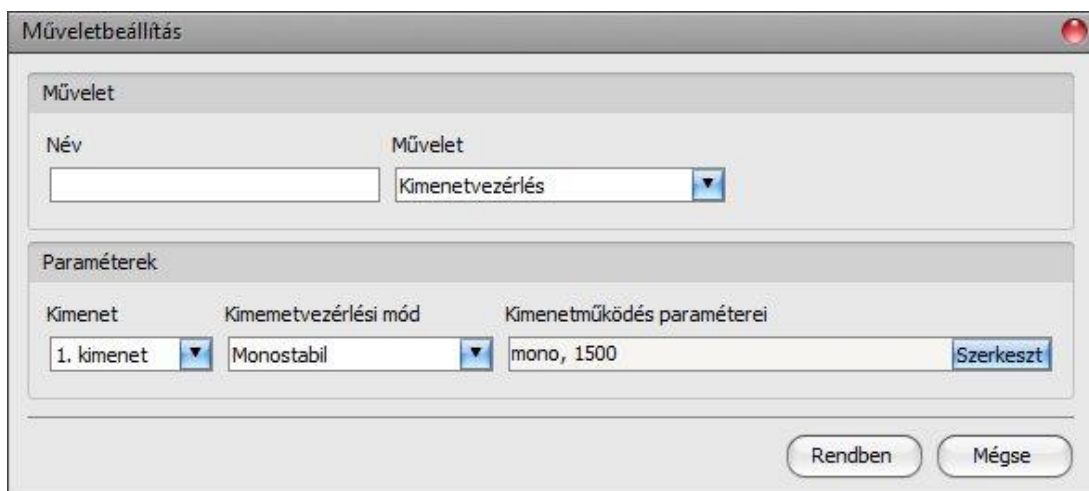 Műveletbeállítás
Művelet
Név Művelet
Kimenetvezérlés
Paraméterek
Kimenet Kimemetvezérlési mód Kimenetműködés paraméterei
1. kimenet Monostabil mono, 1500 Szerkeszt
Rendben Mégse